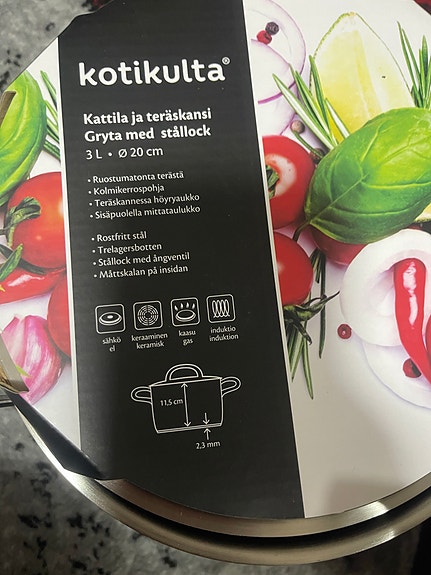 kotikulta®
Kattila ja teräskansi
Gryta med stållock
3 L • Ø 20 cm
• Ruostumatonta terästä
• Kolmikerrospohja
• Teräskannessa höyryaukko
• Sisäpuolella mittataulukko
• Rostfritt stål
• Trelagersbotten
• Stållock med ångventil
• Måttskalan på insidan
sähkö
el
keraaminen
keramisk
kaasu
gas
induktio
induktion
11,5 cm
2,3 mm